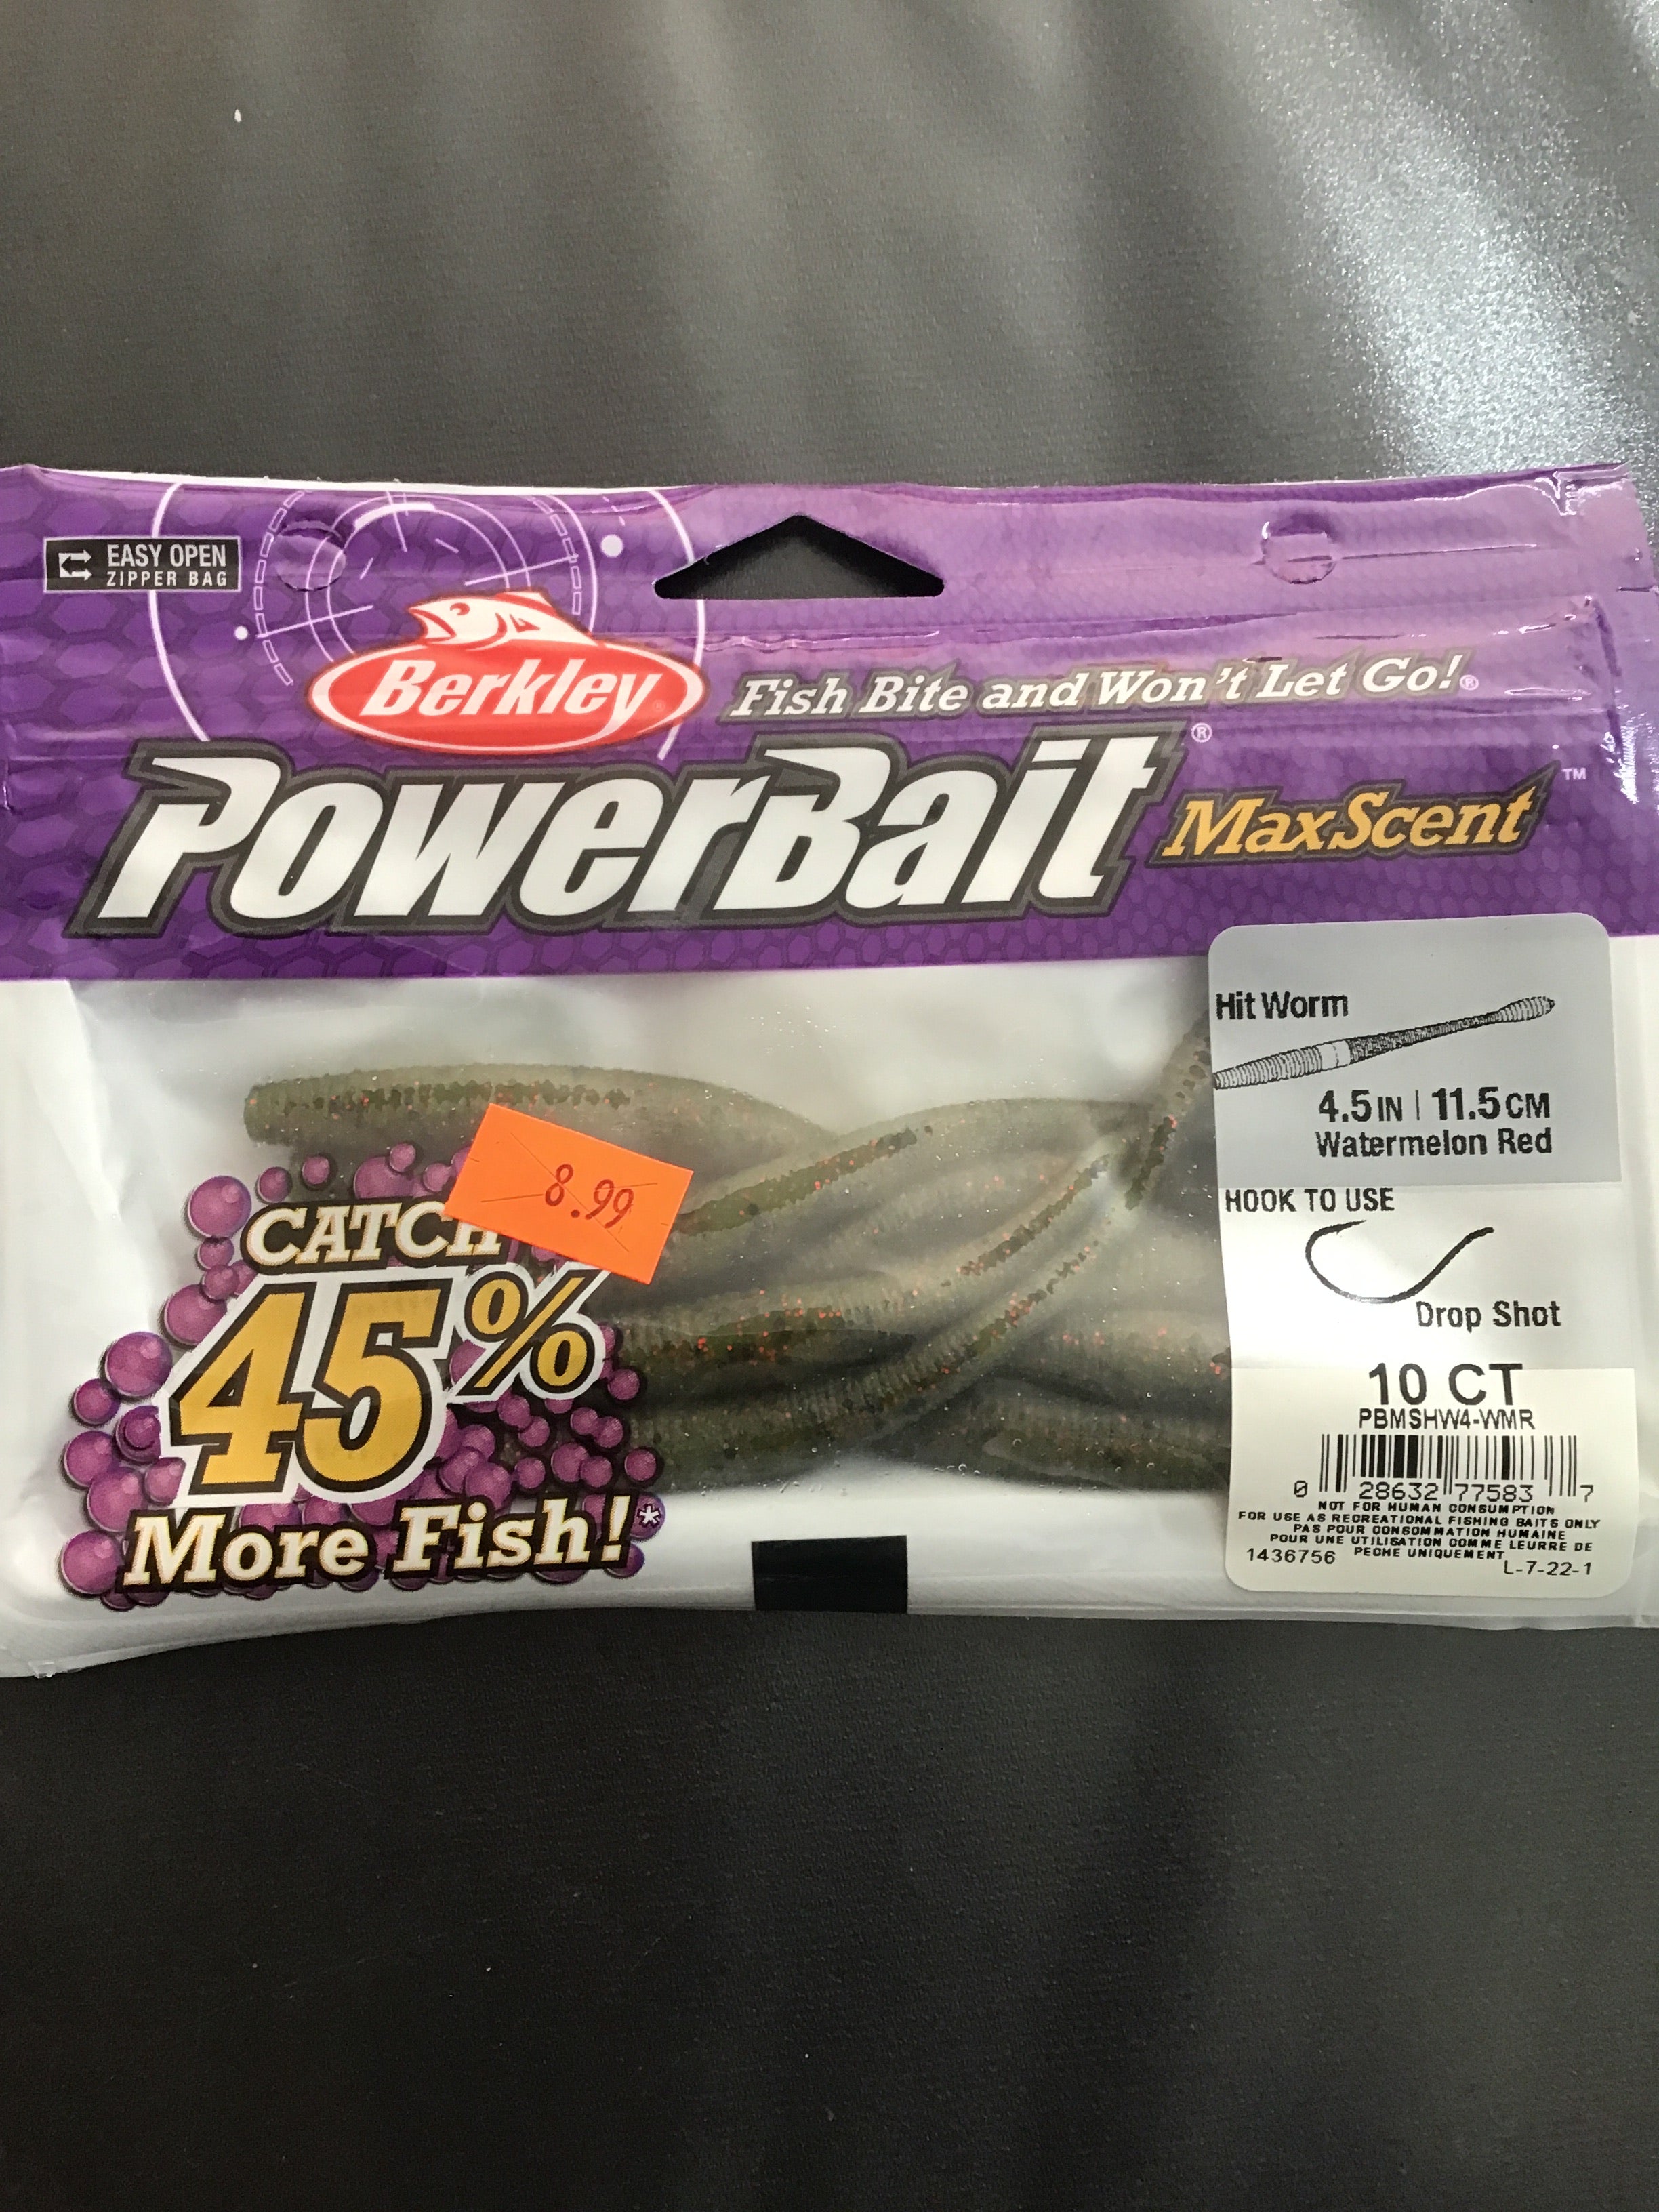 EASY OPEN
ZIPPER BAG
Berkley
Fish Bite and Won't Let Go!®
PowerBait®
MaxScent™
Hit Worm
4.5IN | 11.5CM
Watermelon Red
HOOK TO USE
Drop Shot
10 CT
PBMSHW4-WMR
0 28632 77583 7
NOT FOR HUMAN CONSUMPTION
FOR USE AS RECREATIONAL FISHING BAITS ONLY
PAS POUR CONSOMMATION HUMAINE
POUR UNE UTILISATION COMME LEURRE DE
PECHE UNIQUEMENT
1436756
L-7-22-1
8.99
CATCH
45%
More Fish!*